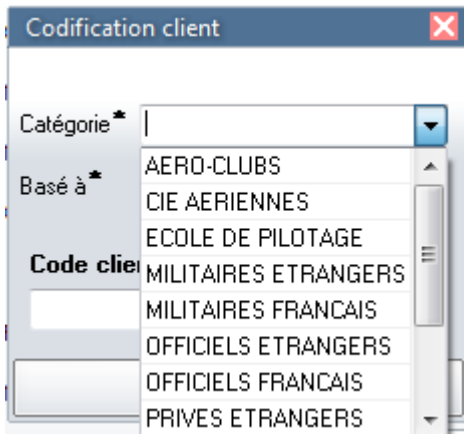 Codification client
Catégorie*
AERO-CLUBS
CIE AERIENNES
Basé à*
ECOLE DE PILOTAGE
Code clie
MILITAIRES ETRANGERS
MILITAIRES FRANCAIS
OFFICIELS ETRANGERS
OFFICIELS FRANCAIS
PRIVES ETRANGERS